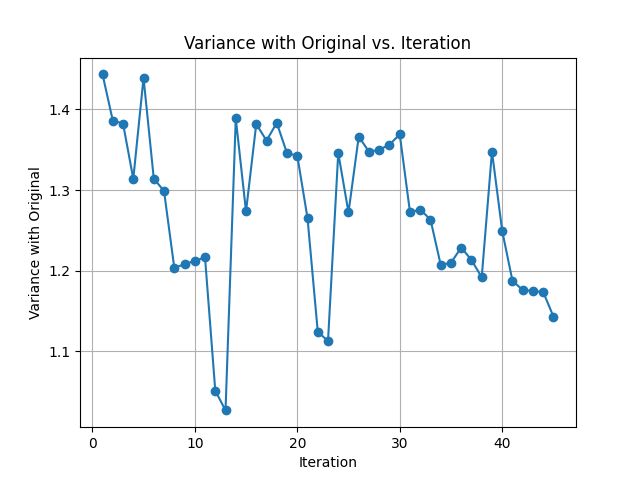 Variance with Original vs. Iteration
1.4
1.3
1.2
1.1
Variance with Original
0 10 20 30 40
Iteration